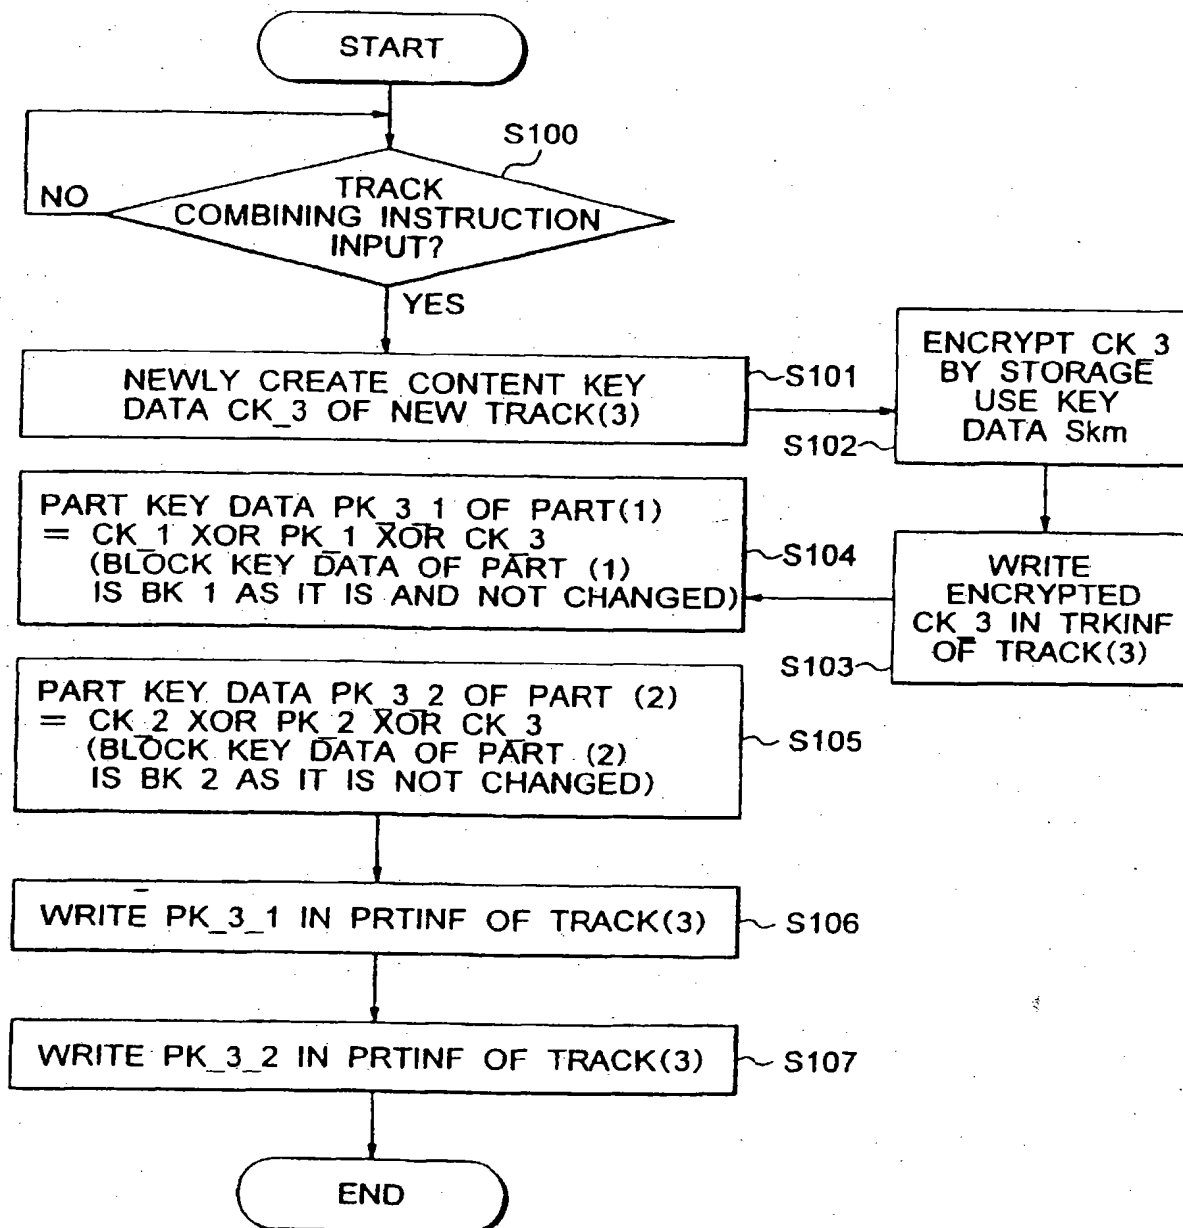 START
S100
NO
TRACK
COMBINING INSTRUCTION
INPUT?
YES
NEWLY CREATE CONTENT KEY
DATA CK_3 OF NEW TRACK(3)
S101
ENCRYPT CK_3
BY STORAGE
USE KEY
DATA Skm
S102
WRITE
ENCRYPTED
CK_3 IN TRKINF
OF TRACK(3)
S103
PART KEY DATA PK_3_1 OF PART(1)
= CK_1 XOR PK_1 XOR CK_3
(BLOCK KEY DATA OF PART (1)
IS BK 1 AS IT IS AND NOT CHANGED)
S104
PART KEY DATA PK_3_2 OF PART (2)
= CK_2 XOR PK_2 XOR CK_3
(BLOCK KEY DATA OF PART (2)
IS BK 2 AS IT IS NOT CHANGED)
S105
WRITE PK_3_1 IN PRTINF OF TRACK(3)
S106
WRITE PK_3_2 IN PRTINF OF TRACK(3)
S107
END